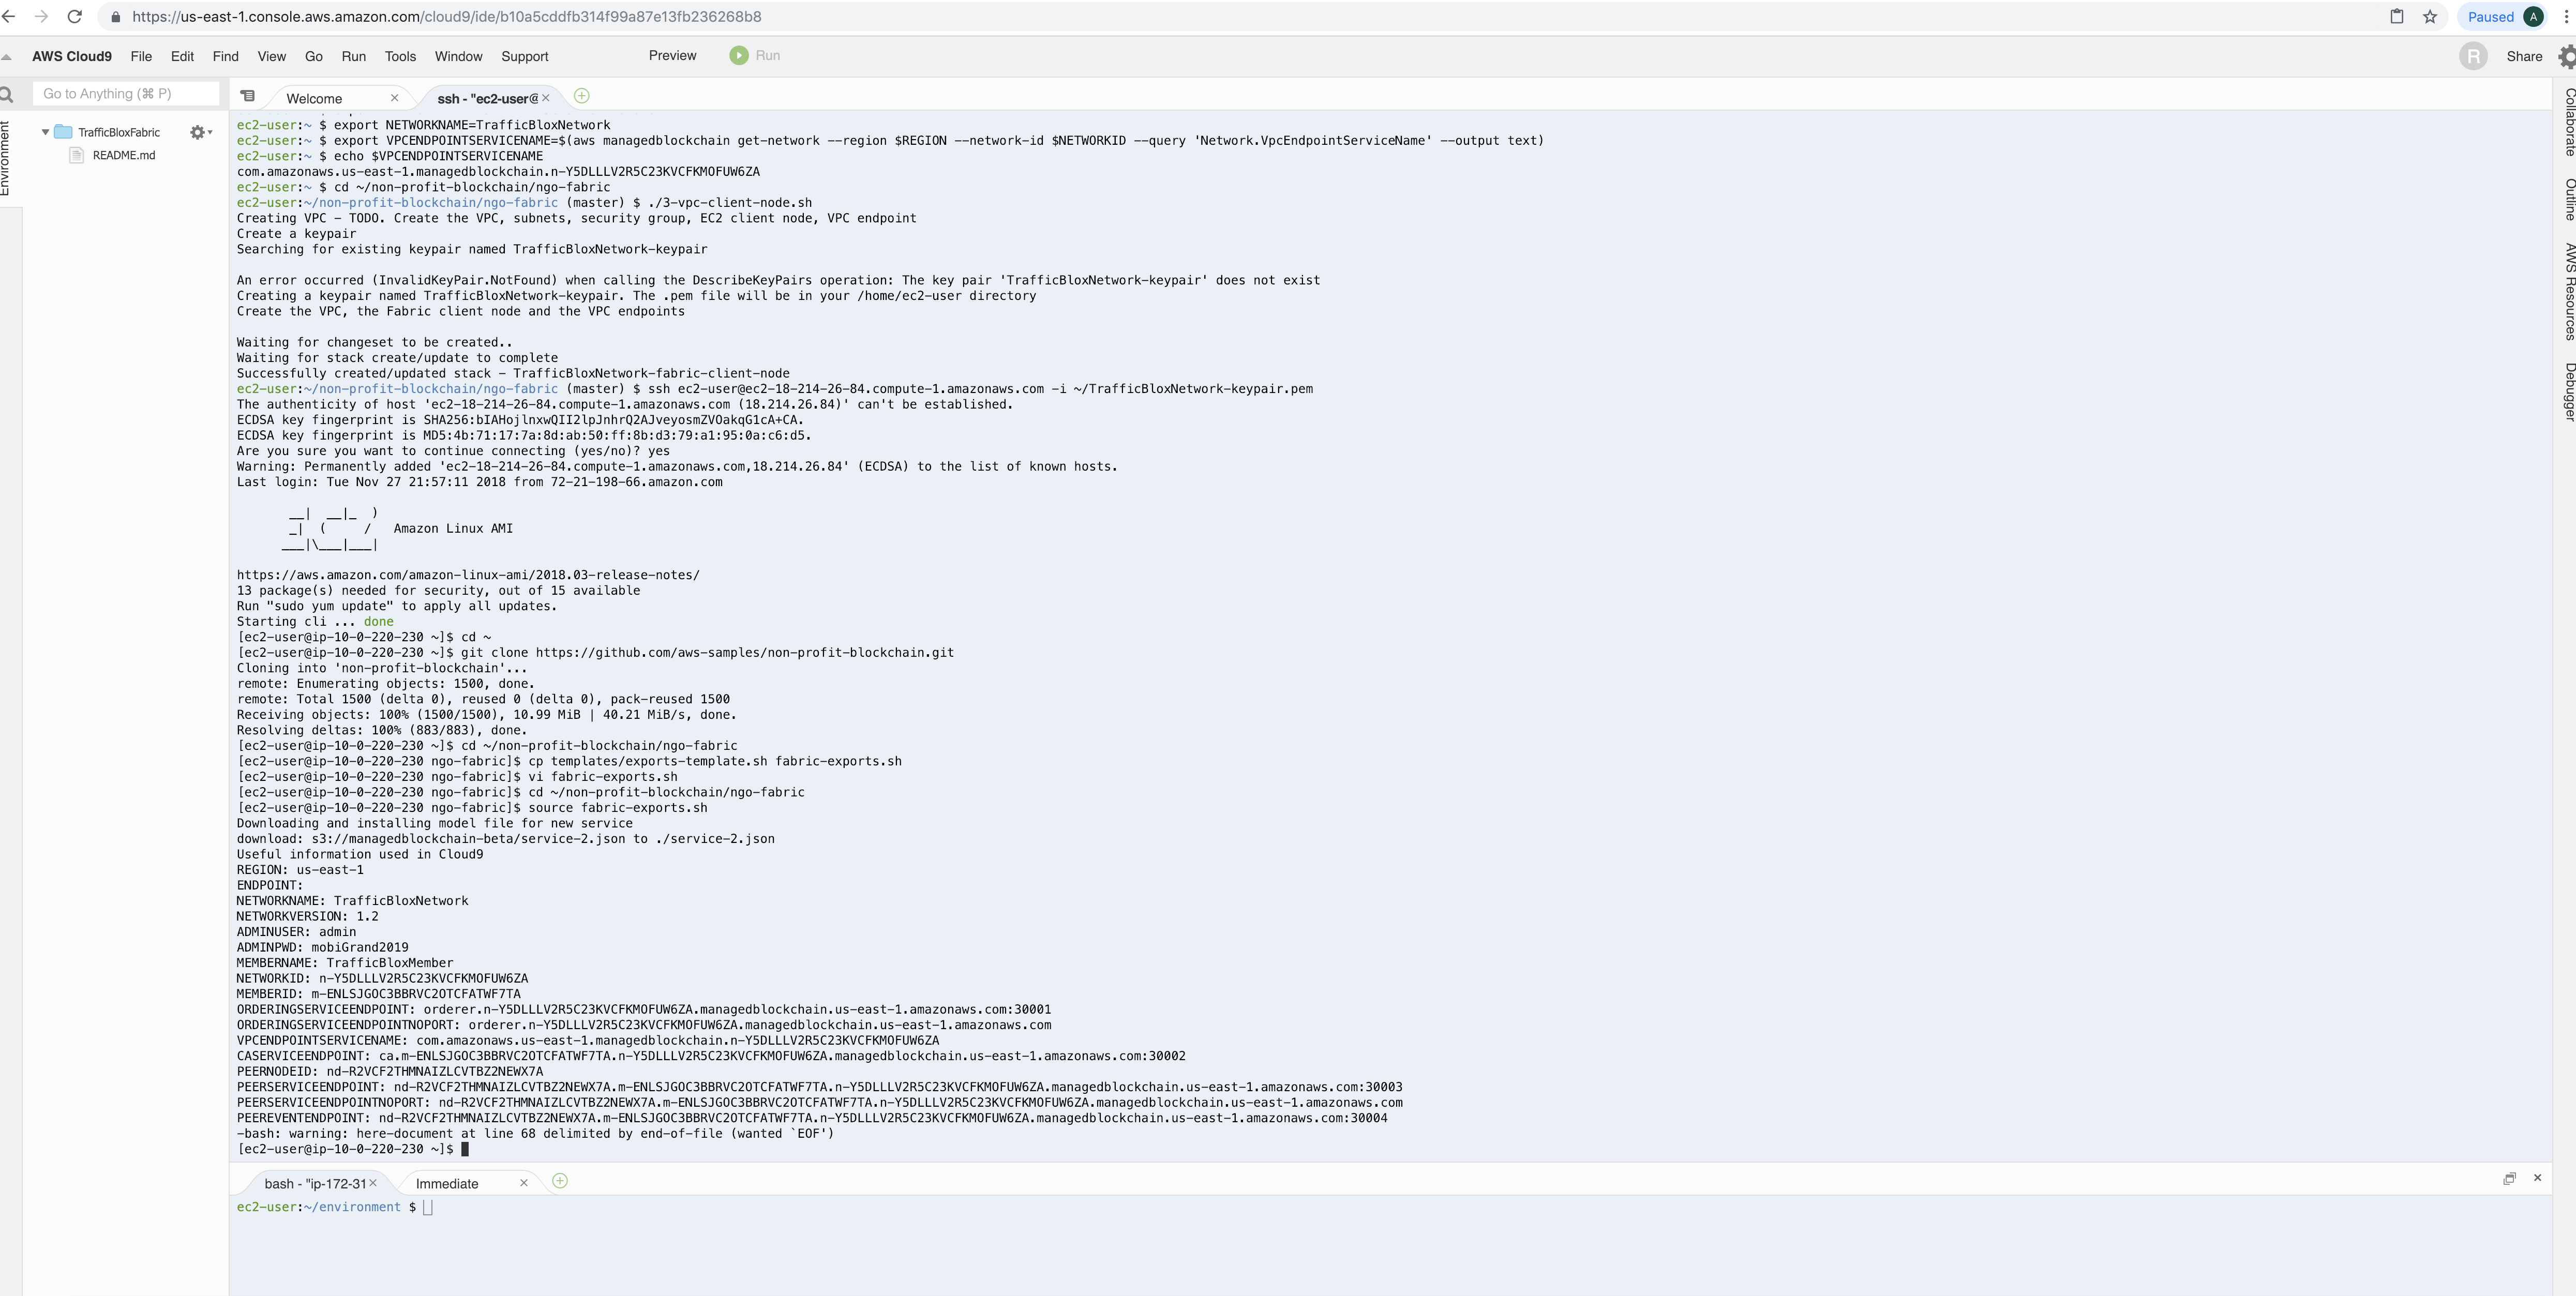 https://us-east-1.console.aws.amazon.com/cloud9/ide/b10a5cddfb314f99a87e13fb236268b8
Paused
A
AWS Cloud9 File Edit Find View Go Run Tools Window Support Preview Run
R
Share
Go to Anything (⌘ P)
Welcome
ssh - "ec2-user@
Environment
TrafficBloxFabric
README.md
Collaborate
Outline
AWS Resources
Debugger
ec2-user:~ $ export NETWORKNAME=TrafficBloxNetwork
ec2-user:~ $ export VPCENDPOINTSERVICENAME=$(aws managedblockchain get-network --region $REGION --network-id $NETWORKID --query 'Network.VpcEndpointServiceName' --output text)
ec2-user:~ $ echo $VPCENDPOINTSERVICENAME
com.amazonaws.us-east-1.managedblockchain.n-Y5DLLLV2R5C23KVCFKMOFUW6ZA
ec2-user:~ $ cd ~/non-profit-blockchain/ngo-fabric
ec2-user:~/non-profit-blockchain/ngo-fabric (master) $ ./3-vpc-client-node.sh
Creating VPC - TODO. Create the VPC, subnets, security group, EC2 client node, VPC endpoint
Create a keypair
Searching for existing keypair named TrafficBloxNetwork-keypair
An error occurred (InvalidKeyPair.NotFound) when calling the DescribeKeyPairs operation: The key pair 'TrafficBloxNetwork-keypair' does not exist
Creating a keypair named TrafficBloxNetwork-keypair. The .pem file will be in your /home/ec2-user directory
Create the VPC, the Fabric client node and the VPC endpoints
Waiting for changeset to be created..
Waiting for stack create/update to complete
Successfully created/updated stack - TrafficBloxNetwork-fabric-client-node
ec2-user:~/non-profit-blockchain/ngo-fabric (master) $ ssh ec2-user@ec2-18-214-26-84.compute-1.amazonaws.com -i ~/TrafficBloxNetwork-keypair.pem
The authenticity of host 'ec2-18-214-26-84.compute-1.amazonaws.com (18.214.26.84)' can't be established.
ECDSA key fingerprint is SHA256:bIAHojlnxwQII2lpJnhrQ2AJveyosmZVOakqG1cA+CA.
ECDSA key fingerprint is MD5:4b:71:17:7a:8d:ab:50:ff:8b:d3:79:a1:95:0a:c6:d5.
Are you sure you want to continue connecting (yes/no)? yes
Warning: Permanently added 'ec2-18-214-26-84.compute-1.amazonaws.com,18.214.26.84' (ECDSA) to the list of known hosts.
Last login: Tue Nov 27 21:57:11 2018 from 72-21-198-66.amazon.com
__|  __|_  )
_|  (     /   Amazon Linux AMI
___|\___|___|
https://aws.amazon.com/amazon-linux-ami/2018.03-release-notes/
13 package(s) needed for security, out of 15 available
Run "sudo yum update" to apply all updates.
Starting cli ... done
[ec2-user@ip-10-0-220-230 ~]$ cd ~
[ec2-user@ip-10-0-220-230 ~]$ git clone https://github.com/aws-samples/non-profit-blockchain.git
Cloning into 'non-profit-blockchain'...
remote: Enumerating objects: 1500, done.
remote: Total 1500 (delta 0), reused 0 (delta 0), pack-reused 1500
Receiving objects: 100% (1500/1500), 10.99 MiB | 40.21 MiB/s, done.
Resolving deltas: 100% (883/883), done.
[ec2-user@ip-10-0-220-230 ~]$ cd ~/non-profit-blockchain/ngo-fabric
[ec2-user@ip-10-0-220-230 ngo-fabric]$ cp templates/exports-template.sh fabric-exports.sh
[ec2-user@ip-10-0-220-230 ngo-fabric]$ vi fabric-exports.sh
[ec2-user@ip-10-0-220-230 ngo-fabric]$ cd ~/non-profit-blockchain/ngo-fabric
[ec2-user@ip-10-0-220-230 ngo-fabric]$ source fabric-exports.sh
Downloading and installing model file for new service
download: s3://managedblockchain-beta/service-2.json to ./service-2.json
Useful information used in Cloud9
REGION: us-east-1
ENDPOINT:
NETWORKNAME: TrafficBloxNetwork
NETWORKVERSION: 1.2
ADMINUSER: admin
ADMINPWD: mobiGrand2019
MEMBERNAME: TrafficBloxMember
NETWORKID: n-Y5DLLLV2R5C23KVCFKMOFUW6ZA
MEMBERID: m-ENLSJGOC3BBRVC2OTCFATWF7TA
ORDERINGSERVICEENDPOINT: orderer.n-Y5DLLLV2R5C23KVCFKMOFUW6ZA.managedblockchain.us-east-1.amazonaws.com:30001
ORDERINGSERVICEENDPOINTNOPORT: orderer.n-Y5DLLLV2R5C23KVCFKMOFUW6ZA.managedblockchain.us-east-1.amazonaws.com
VPCENDPOINTSERVICENAME: com.amazonaws.us-east-1.managedblockchain.n-Y5DLLLV2R5C23KVCFKMOFUW6ZA
CASERVICEENDPOINT: ca.m-ENLSJGOC3BBRVC2OTCFATWF7TA.n-Y5DLLLV2R5C23KVCFKMOFUW6ZA.managedblockchain.us-east-1.amazonaws.com:30002
PEERNODEID: nd-R2VCF2THMNAIZLCVTBZ2NEWX7A
PEERSERVICEENDPOINT: nd-R2VCF2THMNAIZLCVTBZ2NEWX7A.m-ENLSJGOC3BBRVC2OTCFATWF7TA.n-Y5DLLLV2R5C23KVCFKMOFUW6ZA.managedblockchain.us-east-1.amazonaws.com:30003
PEERSERVICEENDPOINTNOPORT: nd-R2VCF2THMNAIZLCVTBZ2NEWX7A.m-ENLSJGOC3BBRVC2OTCFATWF7TA.n-Y5DLLLV2R5C23KVCFKMOFUW6ZA.managedblockchain.us-east-1.amazonaws.com
PEEREVENTENDPOINT: nd-R2VCF2THMNAIZLCVTBZ2NEWX7A.m-ENLSJGOC3BBRVC2OTCFATWF7TA.n-Y5DLLLV2R5C23KVCFKMOFUW6ZA.managedblockchain.us-east-1.amazonaws.com:30004
-bash: warning: here-document at line 68 delimited by end-of-file (wanted `EOF')
[ec2-user@ip-10-0-220-230 ~]$
bash - "ip-172-31
Immediate
ec2-user:~/environment $